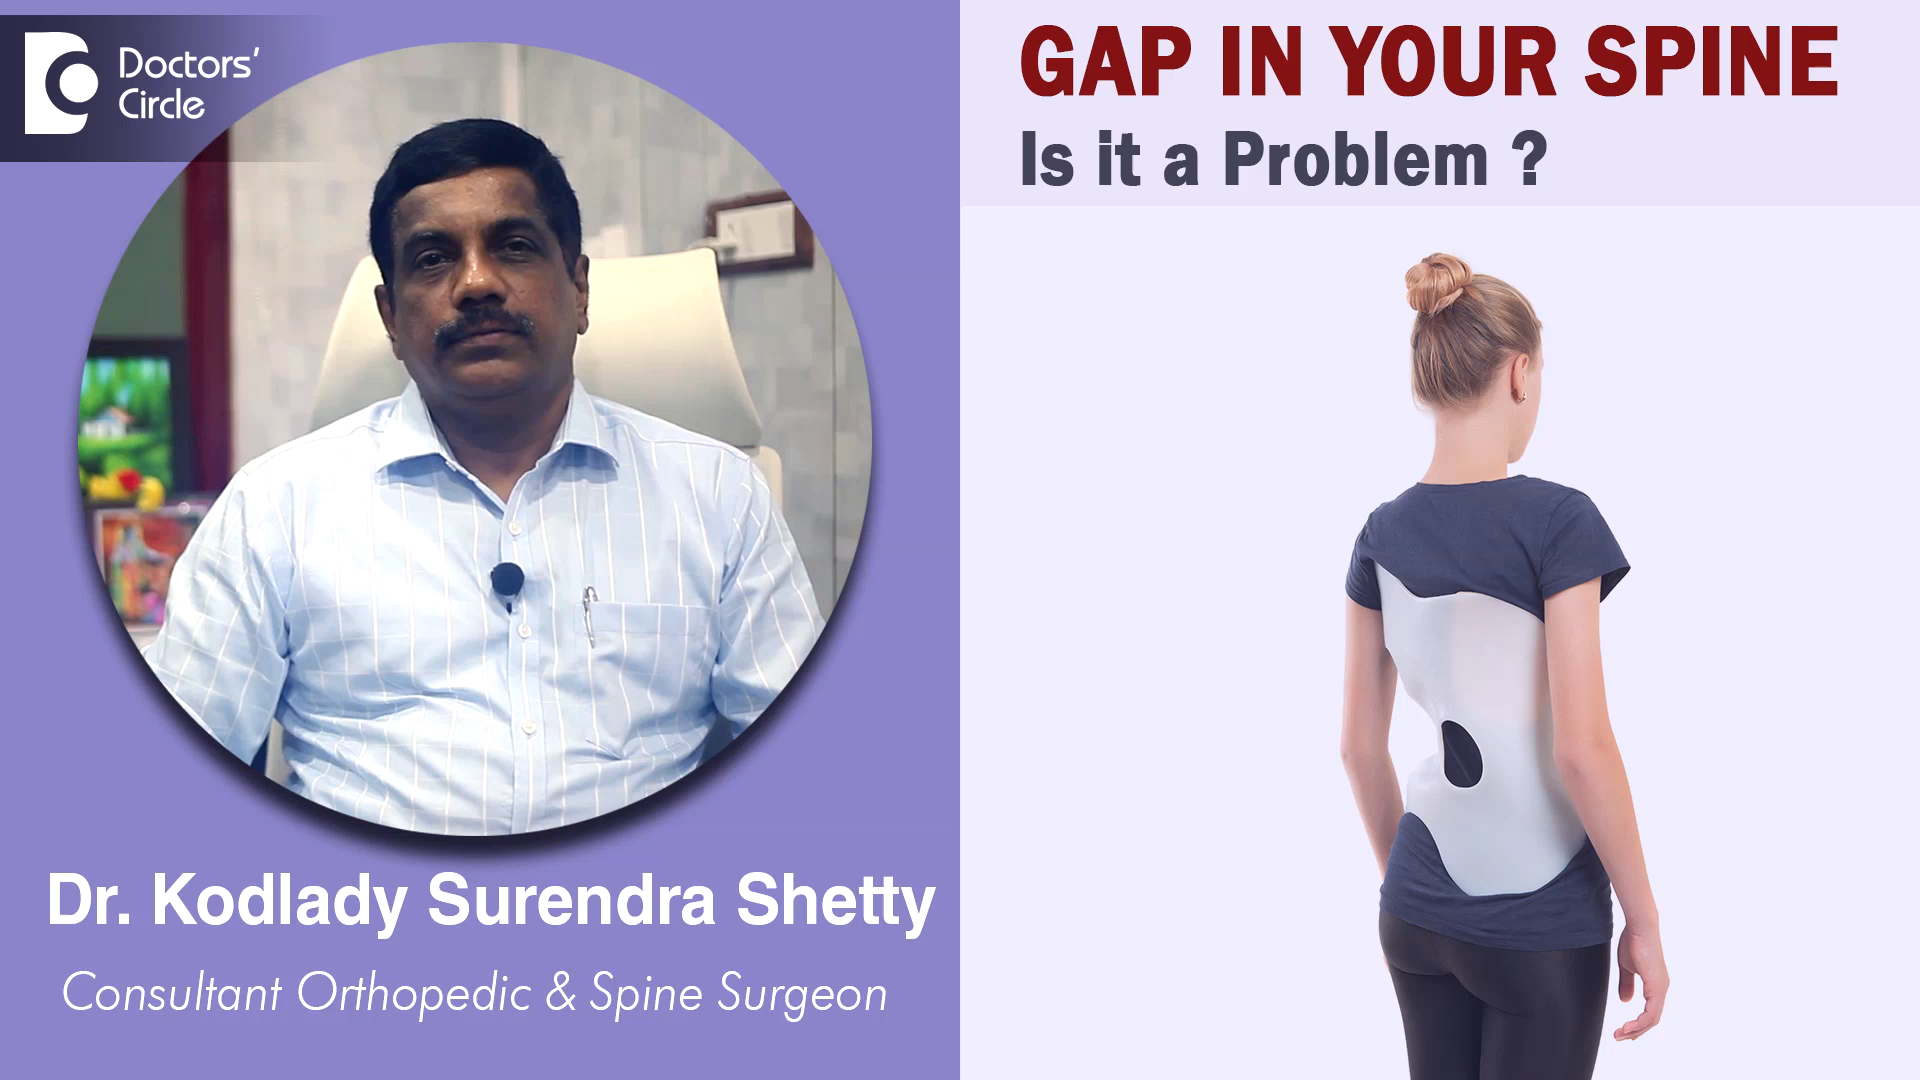 Doctors'
Circle
GAP IN YOUR SPINE
Is it a Problem ?
Dr. Kodlady Surendra Shetty
Consultant Orthopedic & Spine Surgeon